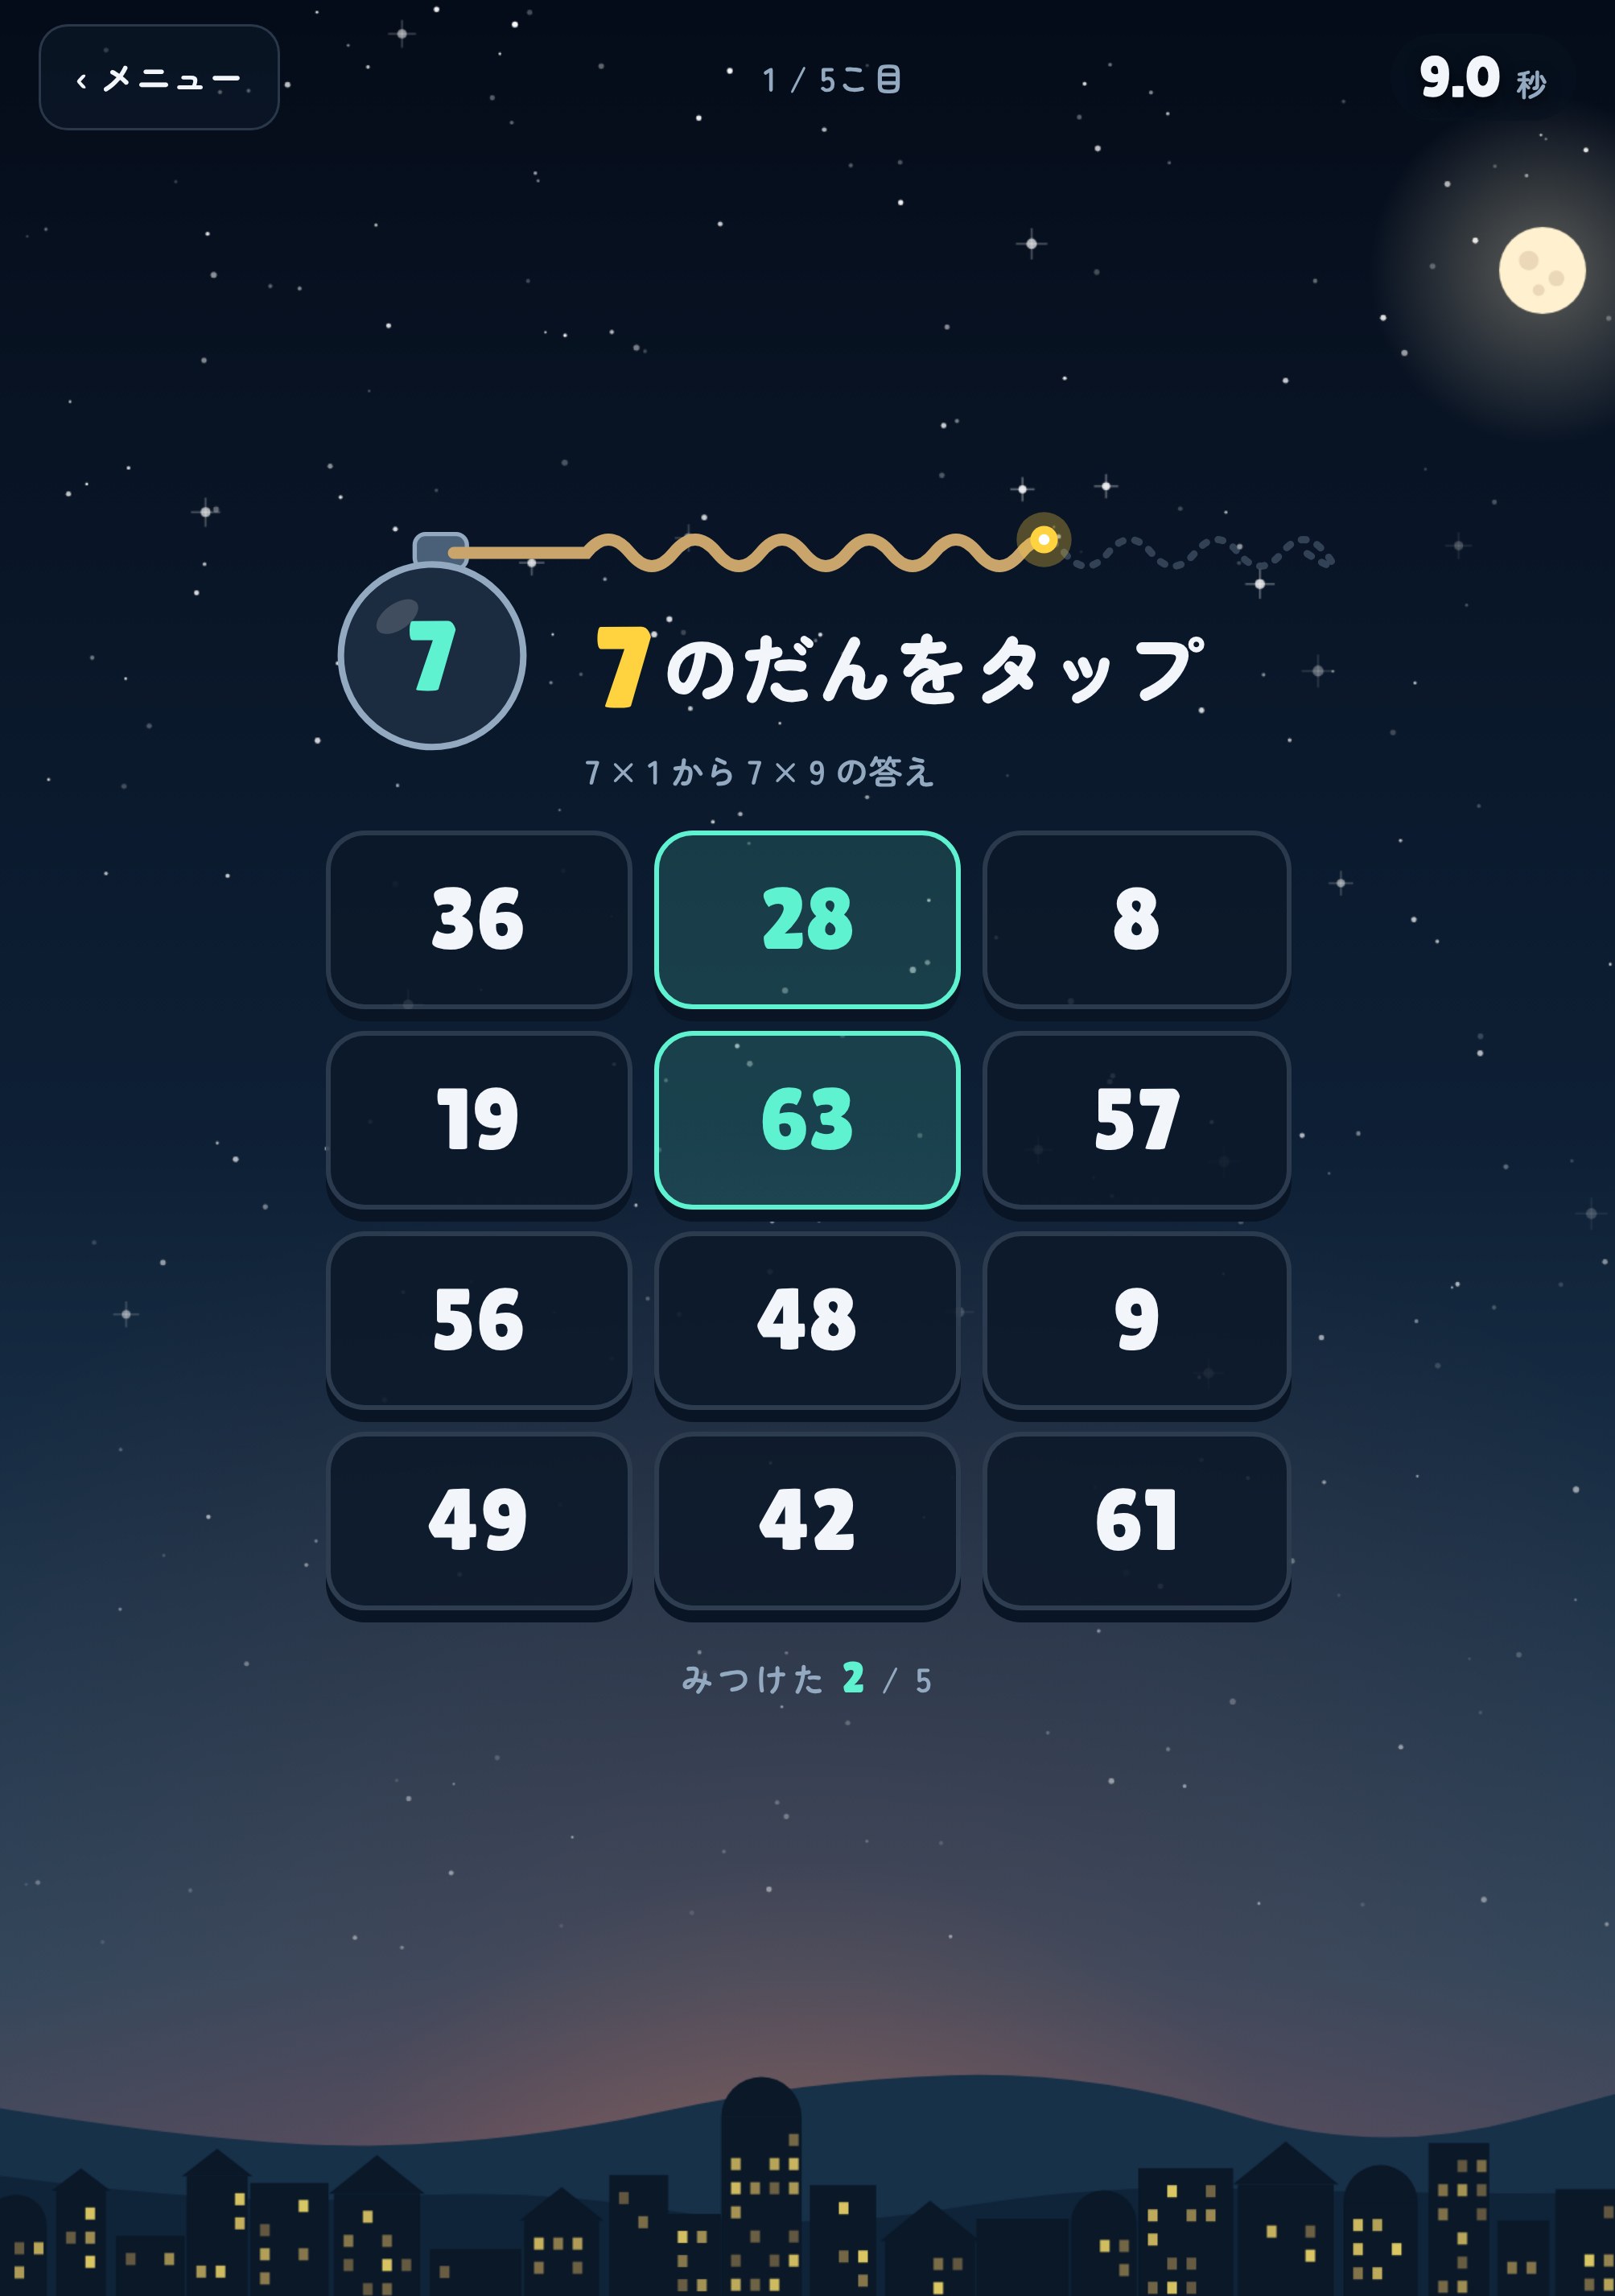 ‹ メニュー
1 / 5こ目
9.0 秒
7
7のだんをタップ
7 × 1 から 7 × 9 の答え
36 28 8
19 63 57
56 48 9
49 42 61
みつけた 2 / 5